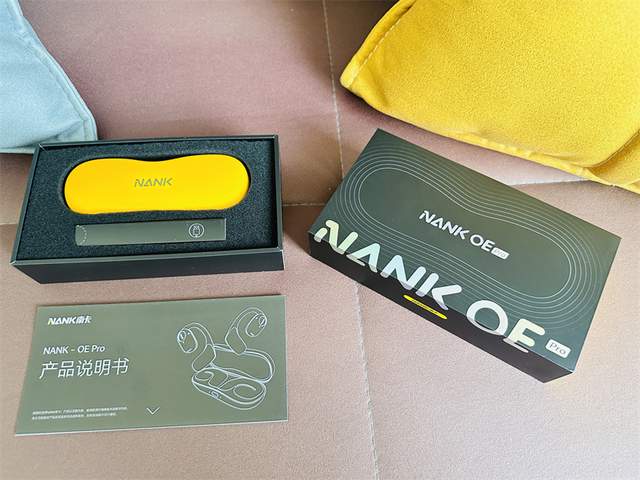 NANK
NANK OE Pro
NANK OE Pro
NANK南卡
NANK - OE Pro
产品说明书